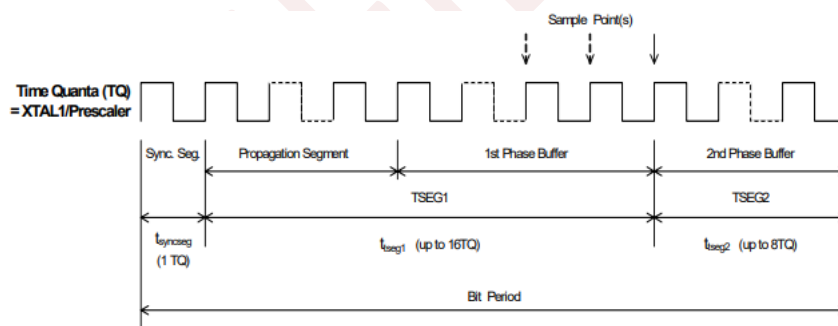 Sample Point(s)
Time Quanta (TQ)
= XTAL1/Prescaler
Sync. Seg.
Propagation Segment
1st Phase Buffer
2nd Phase Buffer
TSEG1
TSEG2
tsyncseg
(1 TQ)
ttseg1 (up to 16TQ)
ttseg2 (up to 8TQ)
Bit Period